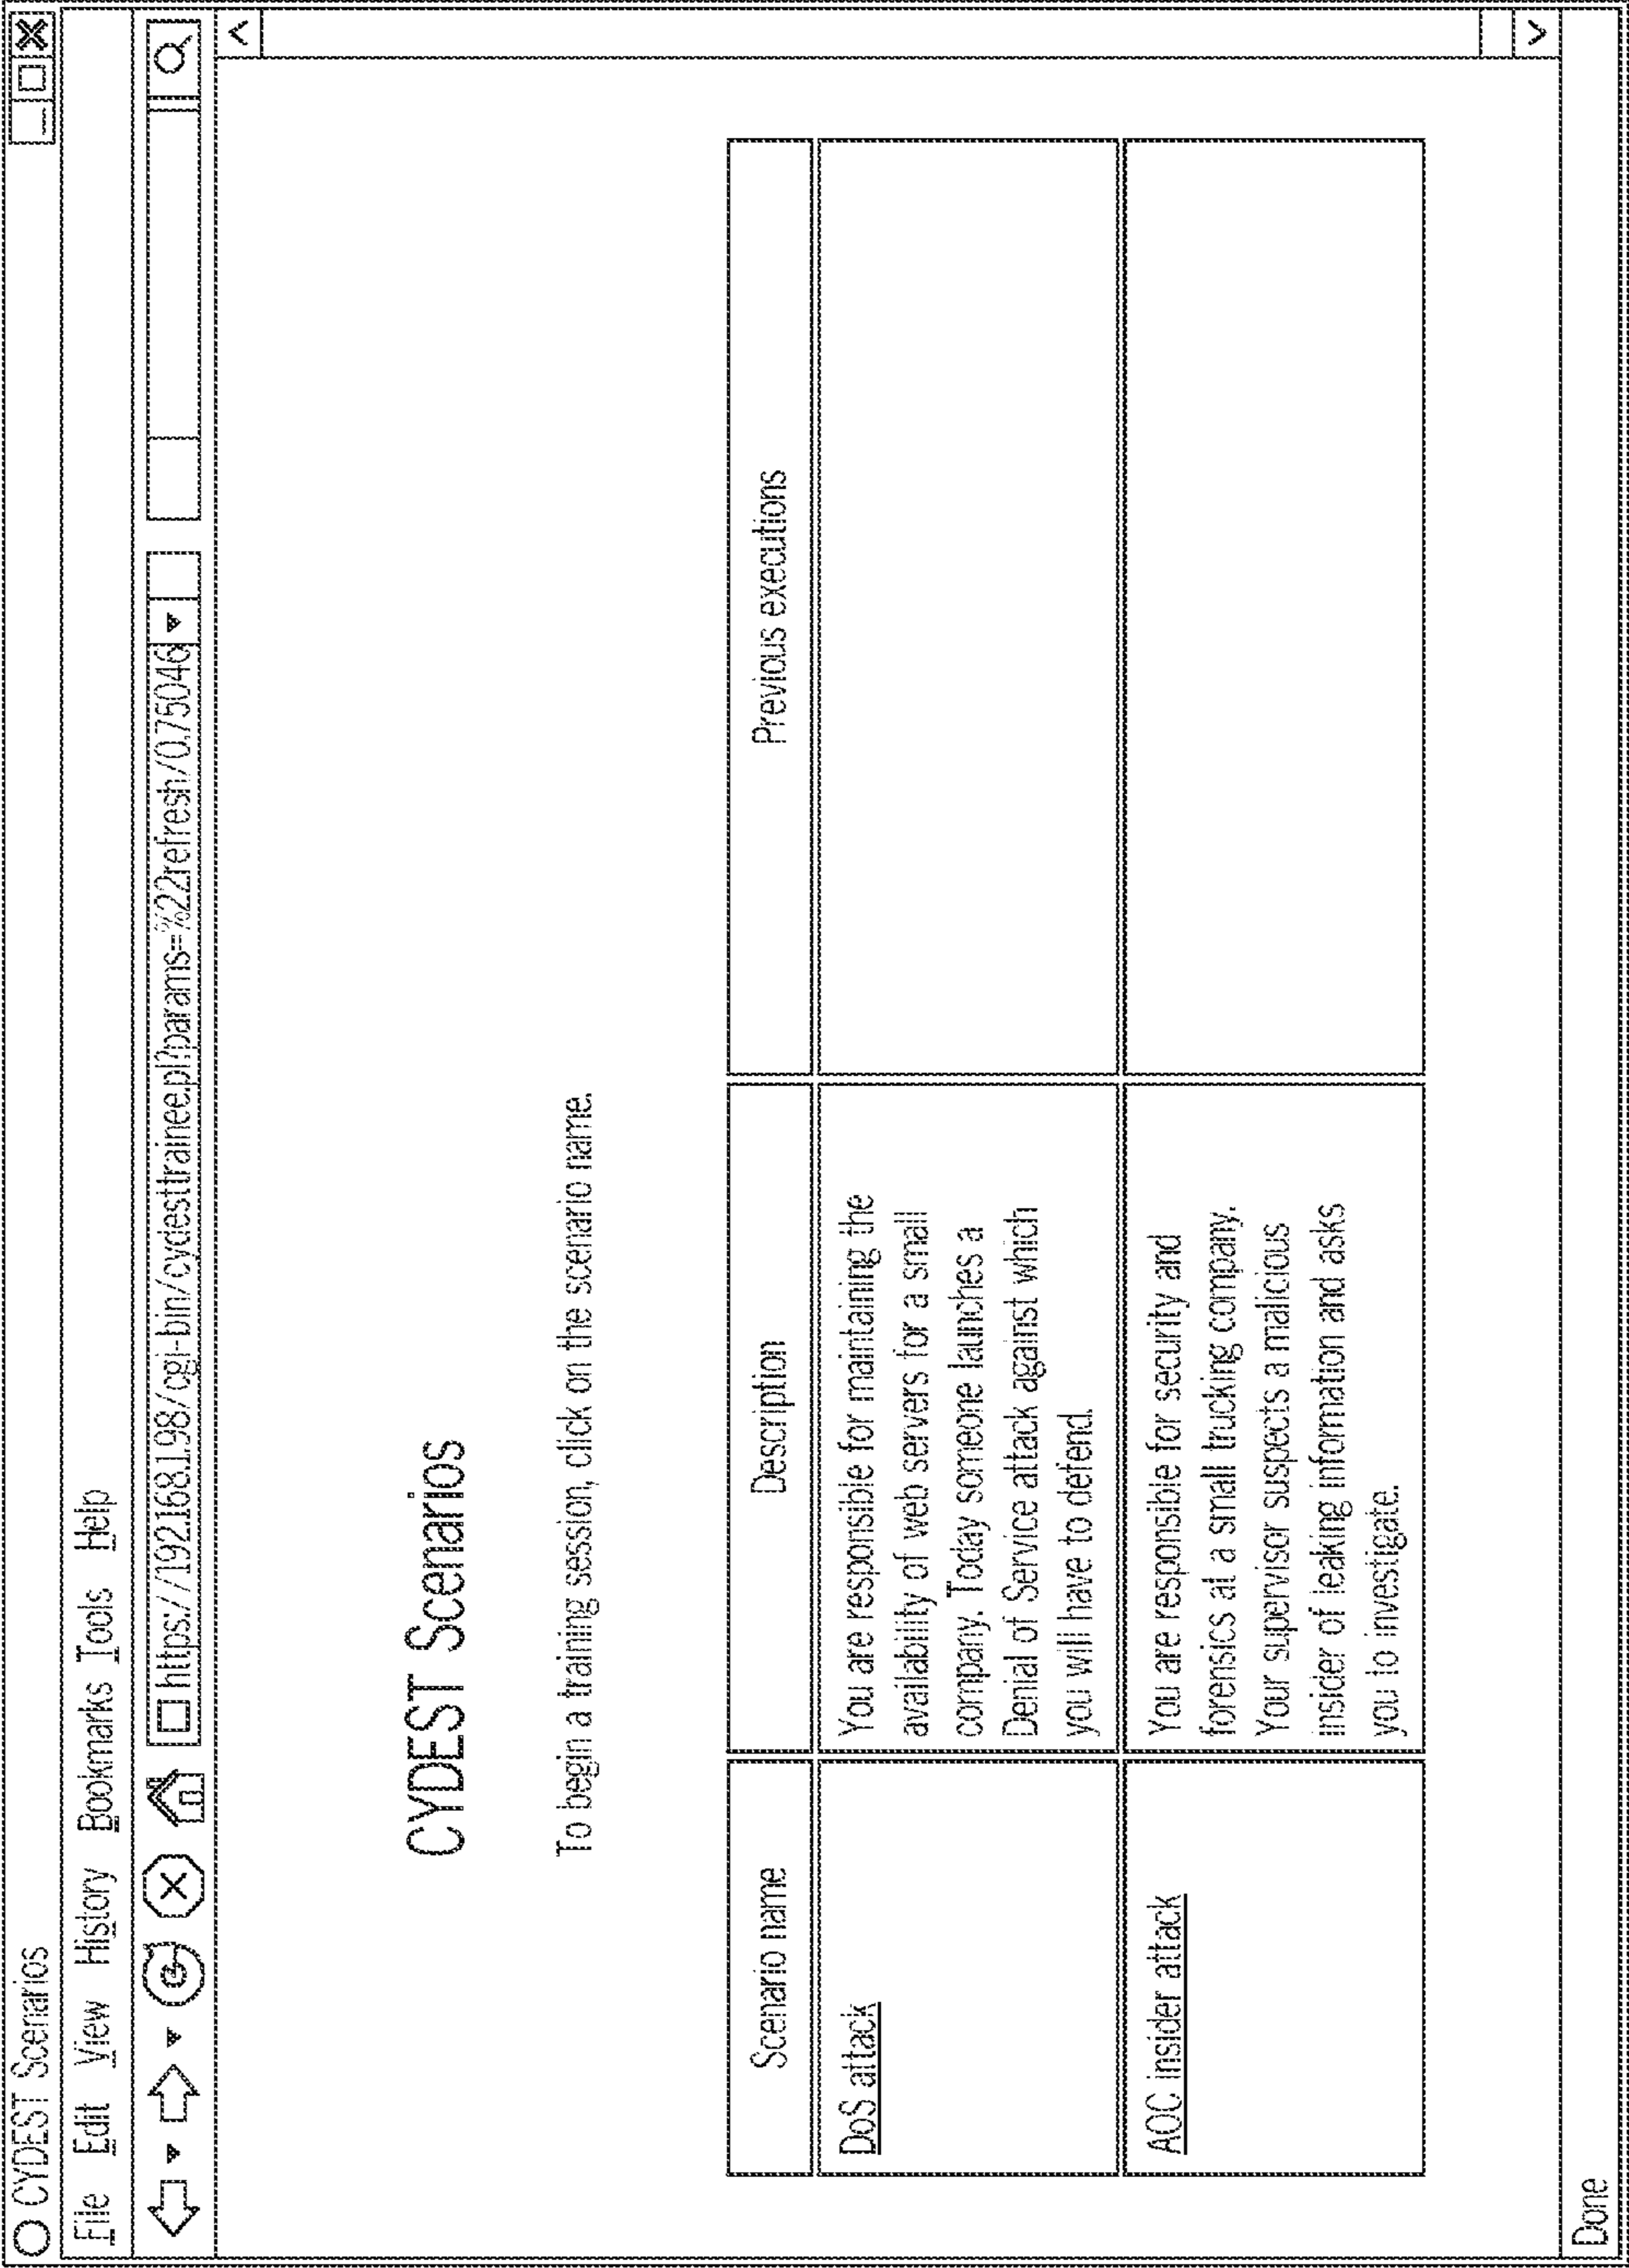 CYDEST Scenarios
File Edit View History Bookmarks Tools Help
https://192.168.1.98/cgi-bin/cydesttrainee.pl?params=%22refresh/0.75046
CYDEST Scenarios
To begin a training session, click on the scenario name.
Scenario name
Description
Previous executions
DoS attack
You are responsible for maintaining the
availability of web servers for a small
company. Today someone launches a
Denial of Service attack against which
you will have to defend.
AOC insider attack
You are responsible for security and
forensics at a small trucking company.
Your supervisor suspects a malicious
insider of leaking information and asks
you to investigate.
Done